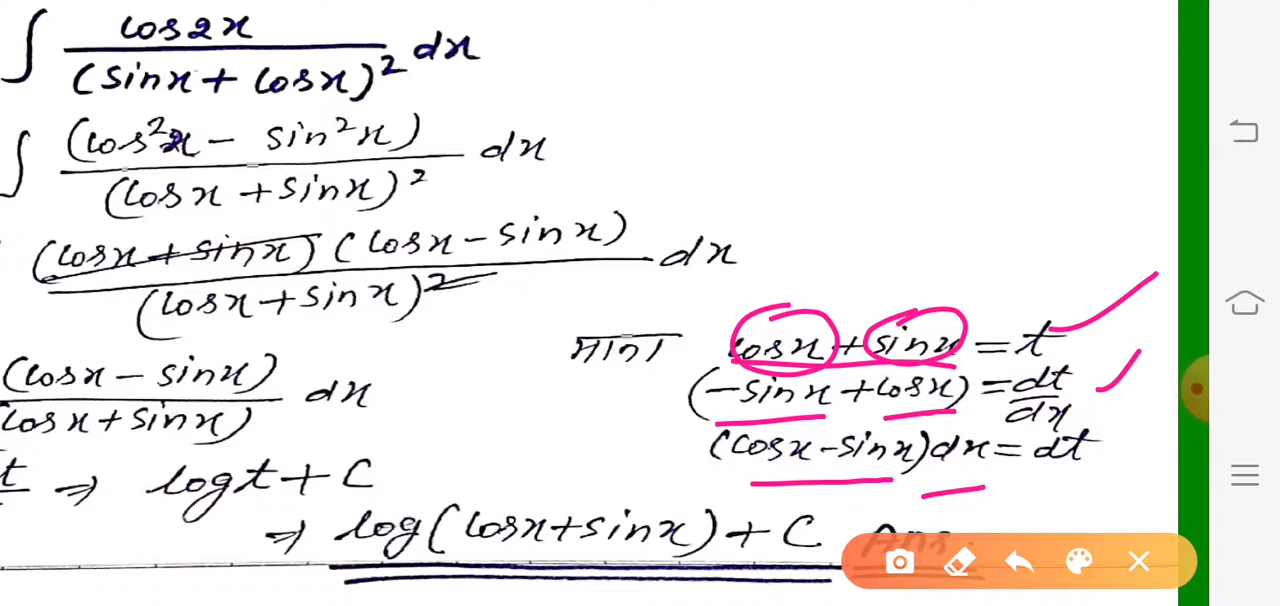 ∫ cos2x / (sinx + cosx)² dx
∫ (cos²x − sin²x) / (cosx + sinx)² dx
(cosx + sinx) (cosx − sinx) / (cosx + sinx)² dx
माना cosx + sinx = t
(−sinx + cosx) = dt/dx
(cosx − sinx) / (cosx + sinx) dx
(cosx − sinx) dx = dt
t ⇒ logt + C
⇒ log(cosx + sinx) + C Ans